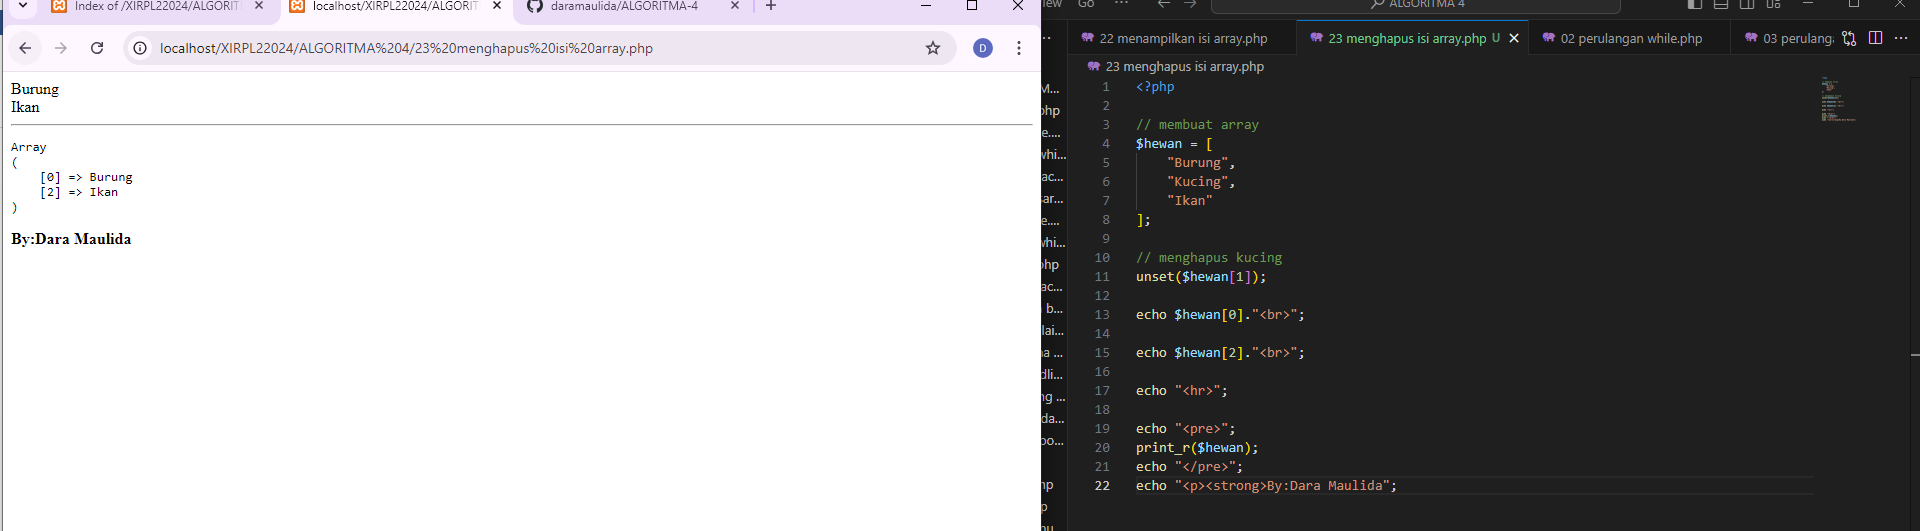 Index of /XIRPL22024/ALGORIT
localhost/XIRPL22024/ALGORIT
daramaulida/ALGORITMA-4
localhost/XIRPL22024/ALGORITMA%204/23%20menghapus%20isi%20array.php
D
Burung
Ikan
Array
(
[0] => Burung
[2] => Ikan
)
By:Dara Maulida
Go
ALGORITMA 4
22 menampilkan isi array.php
23 menghapus isi array.php U
02 perulangan while.php
03 perulang
23 menghapus isi array.php
1 <?php
2
3 // membuat array
4 $hewan = [
5 "Burung",
6 "Kucing",
7 "Ikan"
8 ];
9
10 // menghapus kucing
11 unset($hewan[1]);
12
13 echo $hewan[0]."<br>";
14
15 echo $hewan[2]."<br>";
16
17 echo "<hr>";
18
19 echo "<pre>";
20 print_r($hewan);
21 echo "</pre>";
22 echo "<p><strong>By:Dara Maulida";